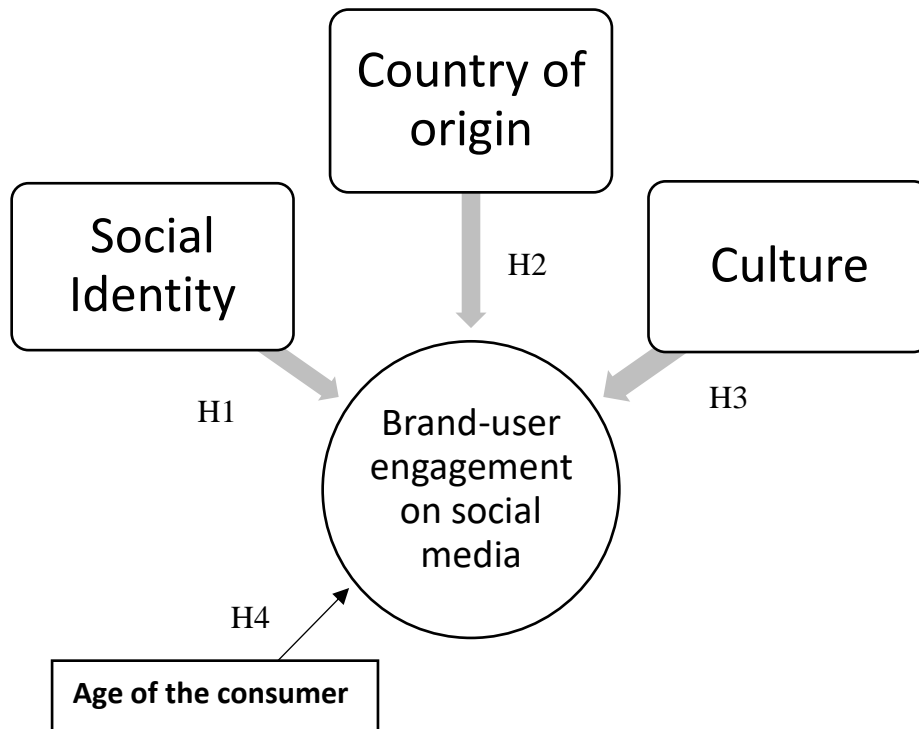 Country of
origin
Social
Identity
Culture
H2
H1
H3
Brand-user
engagement
on social
media
H4
Age of the consumer